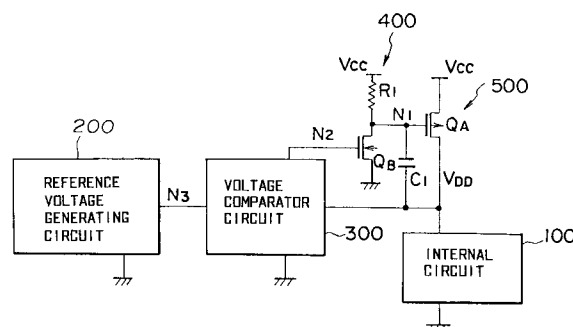 400
VCC
VCC
R1
500
N1
QA
200
N2
QB
C1
VDD
REFERENCE
VOLTAGE
GENERATING
CIRCUIT
N3
VOLTAGE
COMPARATOR
CIRCUIT
300
100
INTERNAL
CIRCUIT